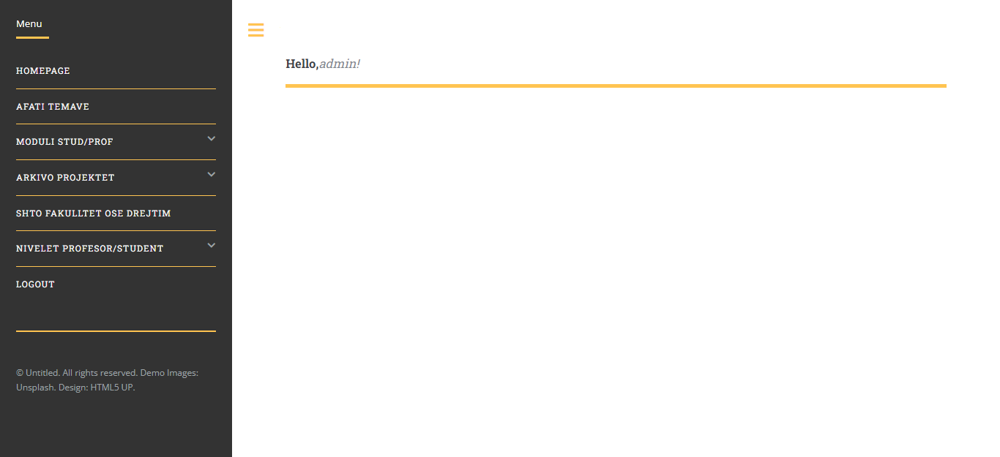 Menu
HOMEPAGE
AFATI TEMAVE
MODULI STUD/PROF
ARKIVO PROJEKTET
SHTO FAKULLTET OSE DREJTIM
NIVELET PROFESOR/STUDENT
LOGOUT
© Untitled. All rights reserved. Demo Images:
Unsplash. Design: HTML5 UP.
Hello,admin!